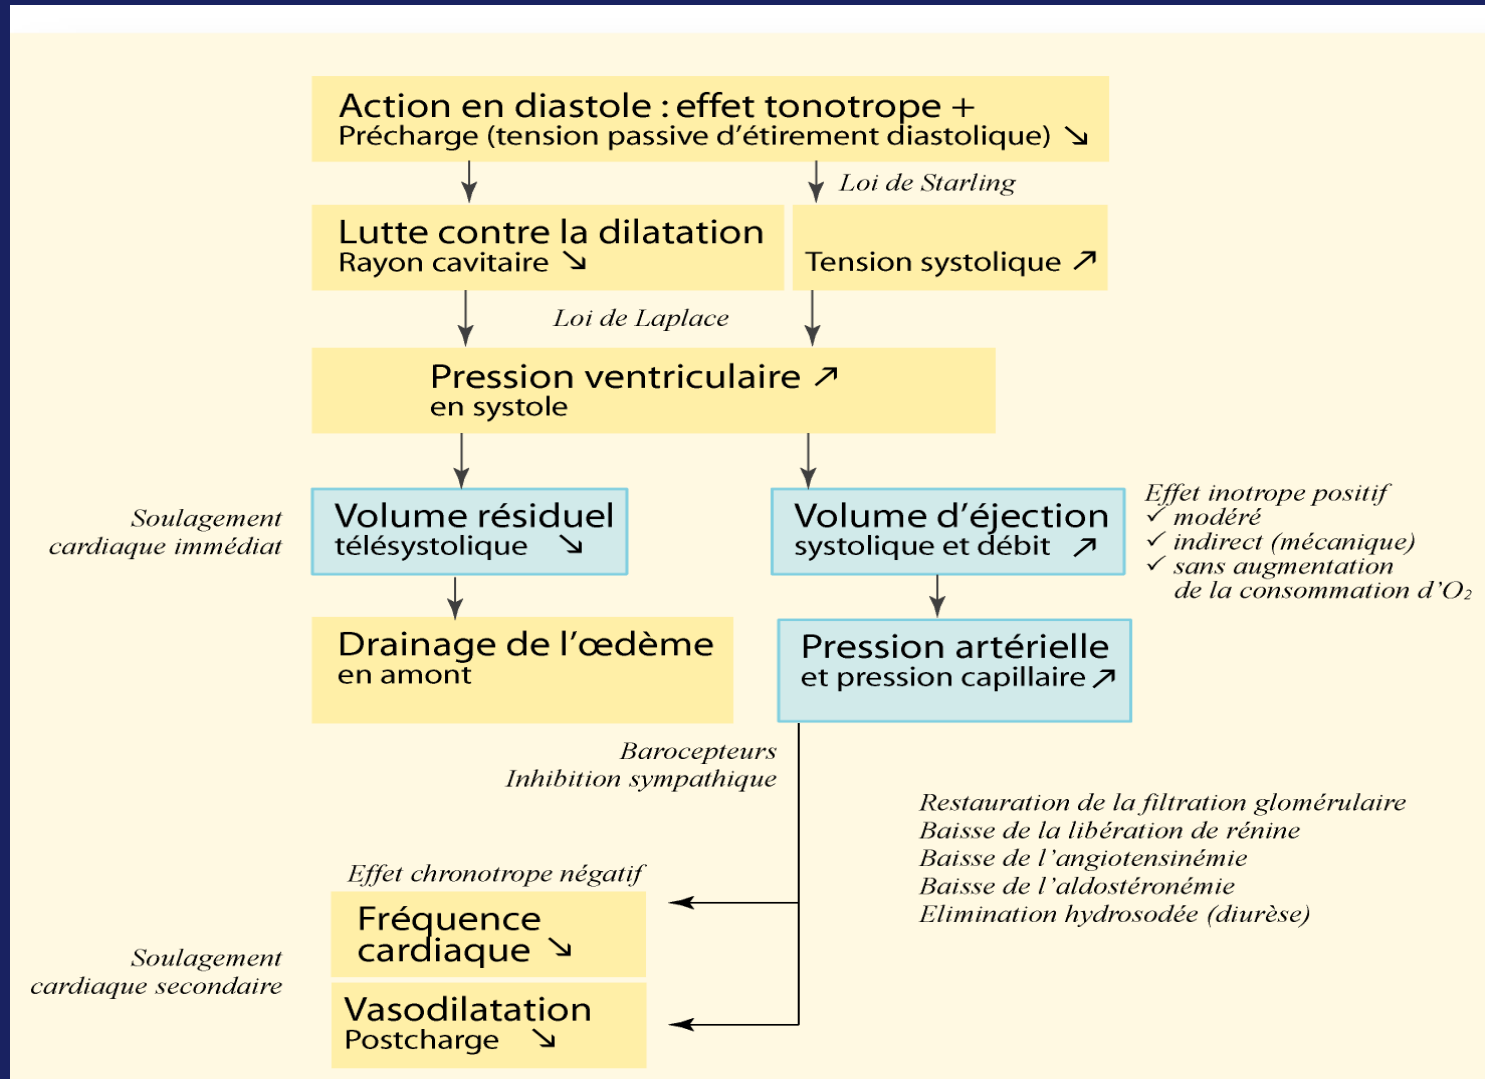 Action en diastole : effet tonotrope +
Précharge (tension passive d’étirement diastolique) ↘
Loi de Starling
Lutte contre la dilatation
Rayon cavitaire ↘
Tension systolique ↗
Loi de Laplace
Pression ventriculaire ↗
en systole
Soulagement
cardiaque immédiat
Volume résiduel
télésystolique ↘
Volume d’éjection
systolique et débit ↗
Effet inotrope positif
✓ modéré
✓ indirect (mécanique)
✓ sans augmentation
de la consommation d’O₂
Drainage de l’œdème
en amont
Pression artérielle
et pression capillaire ↗
Barocepteurs
Inhibition sympathique
Restauration de la filtration glomérulaire
Baisse de la libération de rénine
Baisse de l’angiotensinémie
Baisse de l’aldostéronémie
Elimination hydrosodée (diurèse)
Effet chronotrope négatif
Fréquence
cardiaque ↘
Soulagement
cardiaque secondaire
Vasodilatation
Postcharge ↘